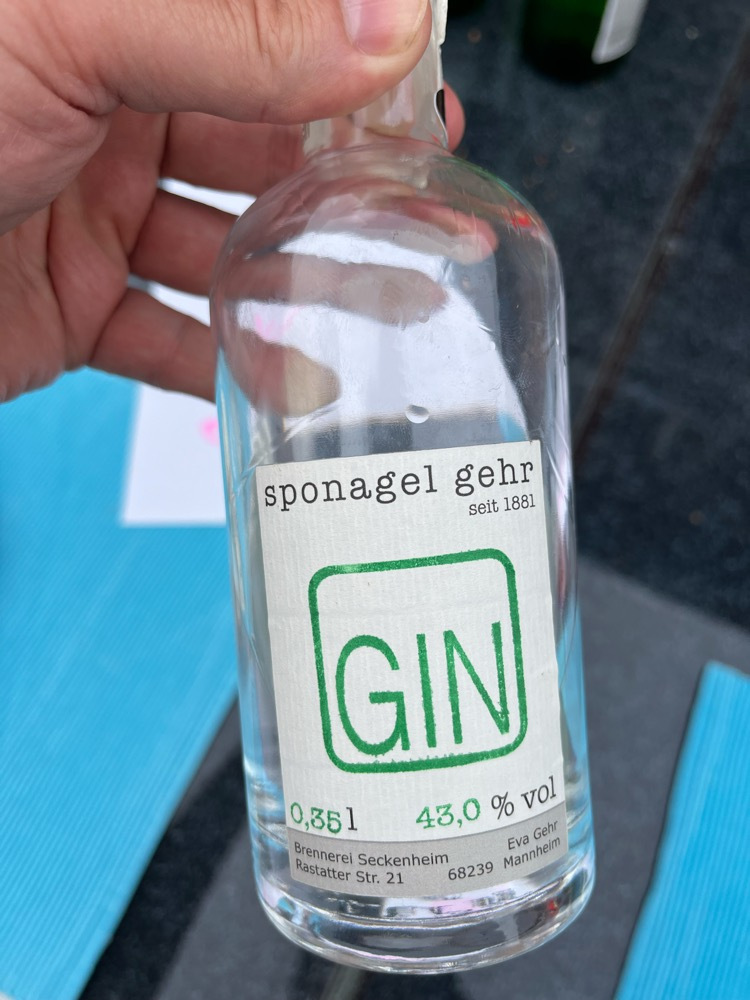 sponagel gehr
seit 1881
GIN
0,35 l 43,0 % vol
Brennerei Seckenheim Eva Gehr
Rastatter Str. 21 68239 Mannheim